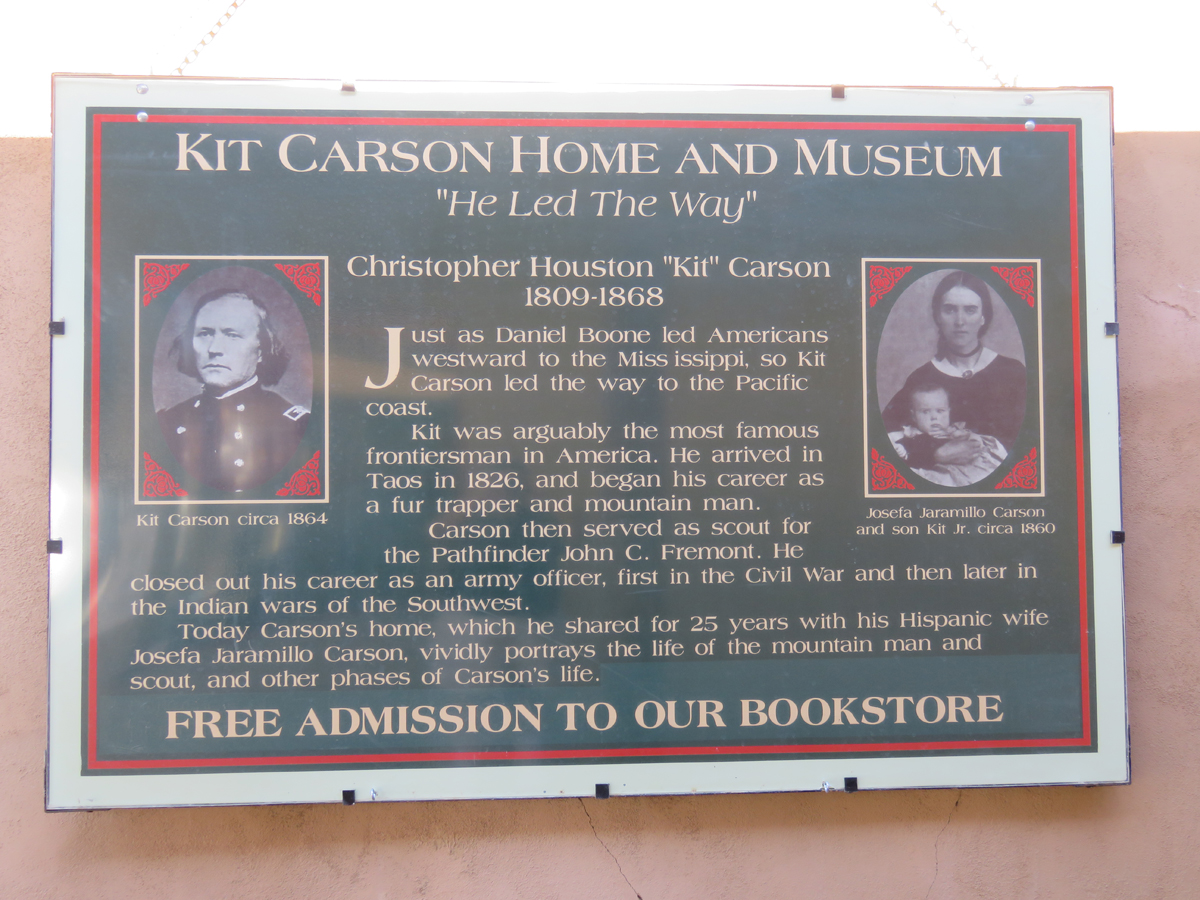 KIT CARSON HOME AND MUSEUM
"He Led The Way"
Christopher Houston "Kit" Carson
1809-1868
Just as Daniel Boone led Americans
westward to the Miss issippi, so Kit
Carson led the way to the Pacific
coast.
Kit was arguably the most famous
frontiersman in America. He arrived in
Taos in 1826, and began his career as
a fur trapper and mountain man.
Carson then served as scout for
the Pathfinder John C. Fremont. He
closed out his career as an army officer, first in the Civil War and then later in
the Indian wars of the Southwest.
Today Carson's home, which he shared for 25 years with his Hispanic wife
Josefa Jaramillo Carson, vividly portrays the life of the mountain man and
scout, and other phases of Carson's life.
Kit Carson circa 1864
Josefa Jaramillo Carson
and son Kit Jr. circa 1860
FREE ADMISSION TO OUR BOOKSTORE